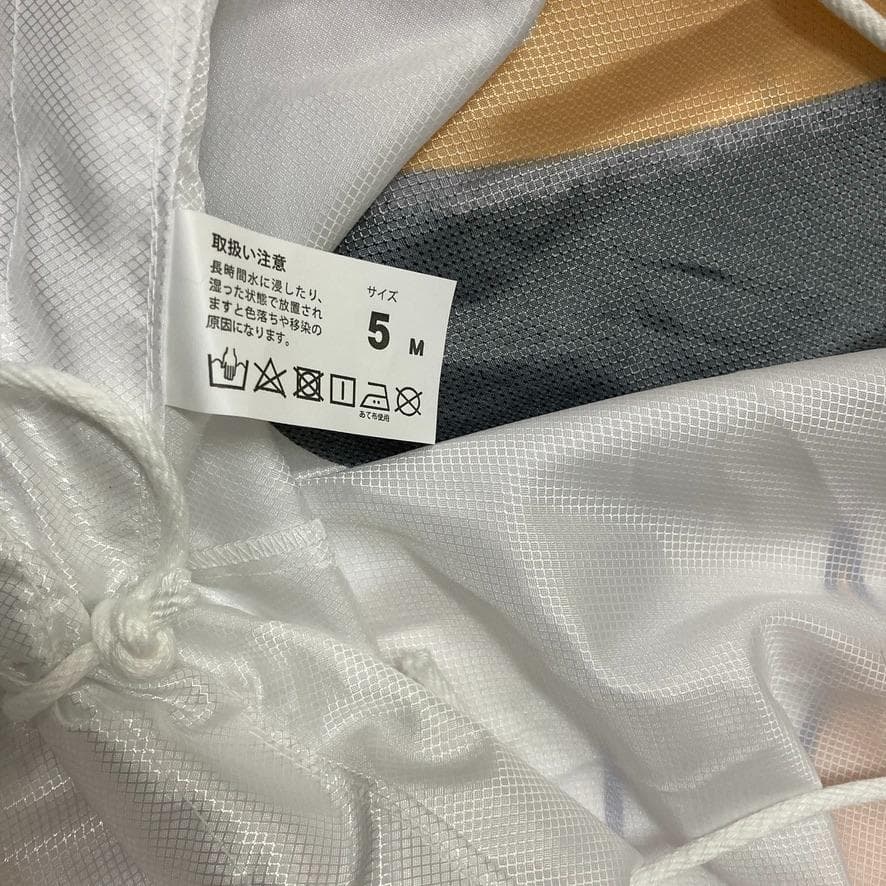 取扱い注意
長時間水に浸したり、
湿った状態で放置され
ますと色落ちや移染の
原因になります。
サイズ
5 M
あて布使用